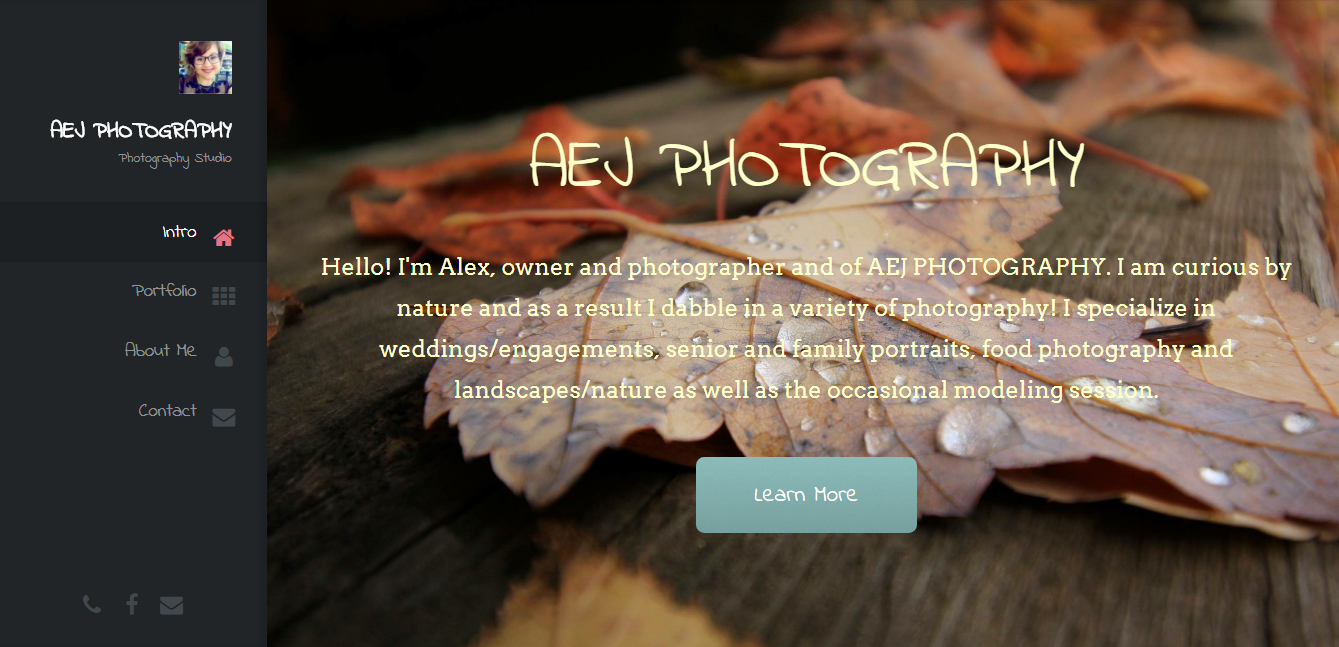 AEJ PHOTOGRAPHY
Photography Studio
Intro
Portfolio
About Me
Contact
AEJ PHOTOGRAPHY
Hello! I'm Alex, owner and photographer and of AEJ PHOTOGRAPHY. I am curious by
nature and as a result I dabble in a variety of photography! I specialize in
weddings/engagements, senior and family portraits, food photography and
landscapes/nature as well as the occasional modeling session.
Learn More